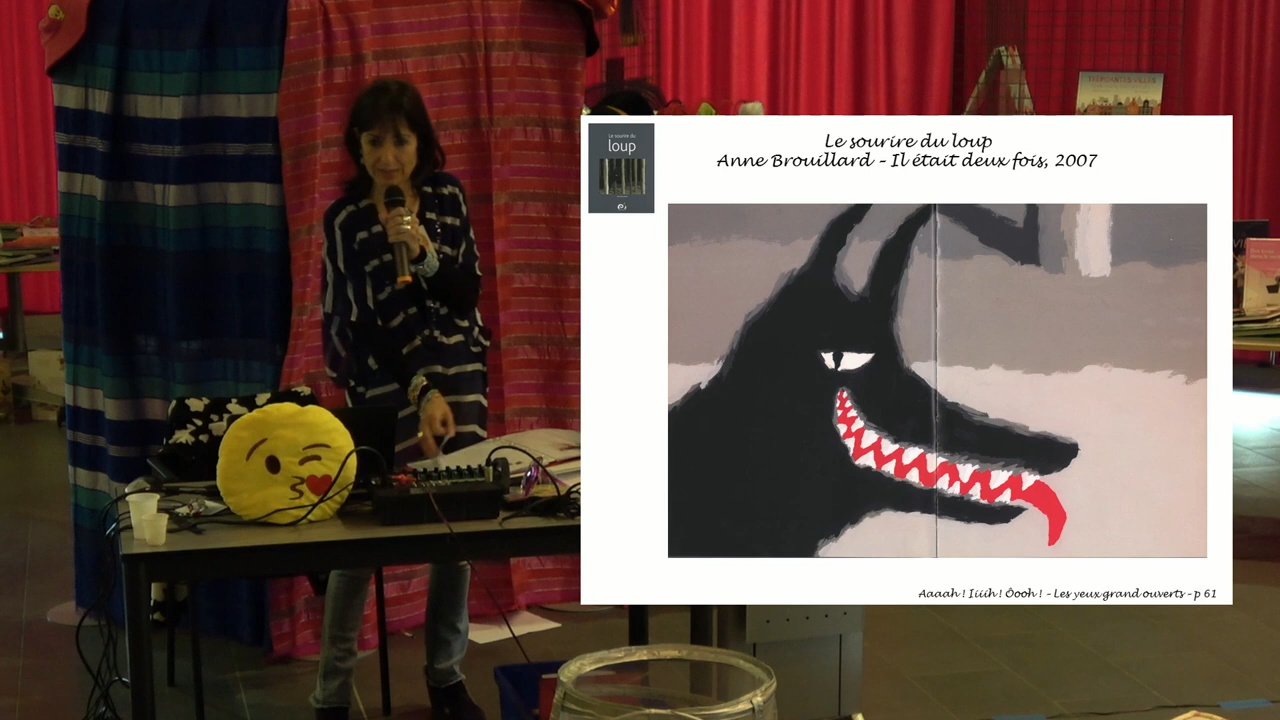 Le sourire du loup
Anne Brouillard - Il était deux fois, 2007
Le sourire du
loup
Aaaah ! Iiiih ! Ôooh ! - Les yeux grand ouverts - p 61